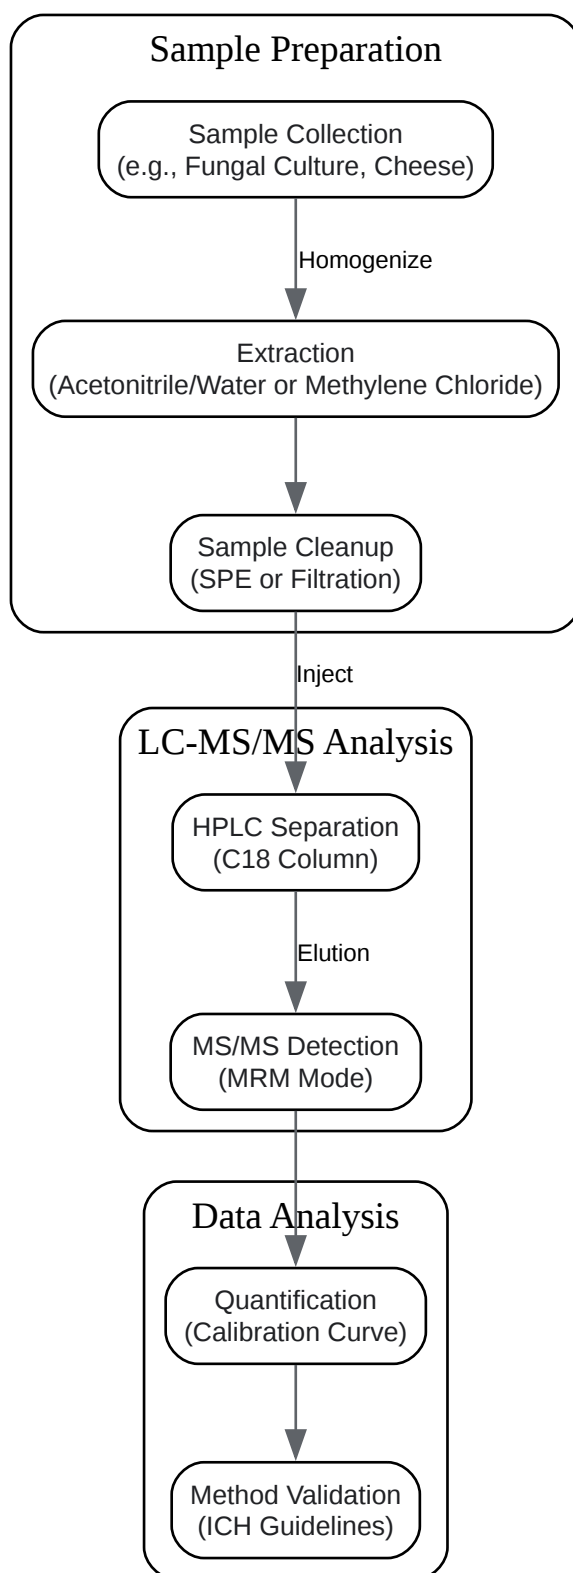 Sample Preparation
Sample Collection
(e.g., Fungal Culture, Cheese)
Homogenize
Extraction
(Acetonitrile/Water or Methylene Chloride)
Sample Cleanup
(SPE or Filtration)
Inject
LC-MS/MS Analysis
HPLC Separation
(C18 Column)
Elution
MS/MS Detection
(MRM Mode)
Data Analysis
Quantification
(Calibration Curve)
Method Validation
(ICH Guidelines)